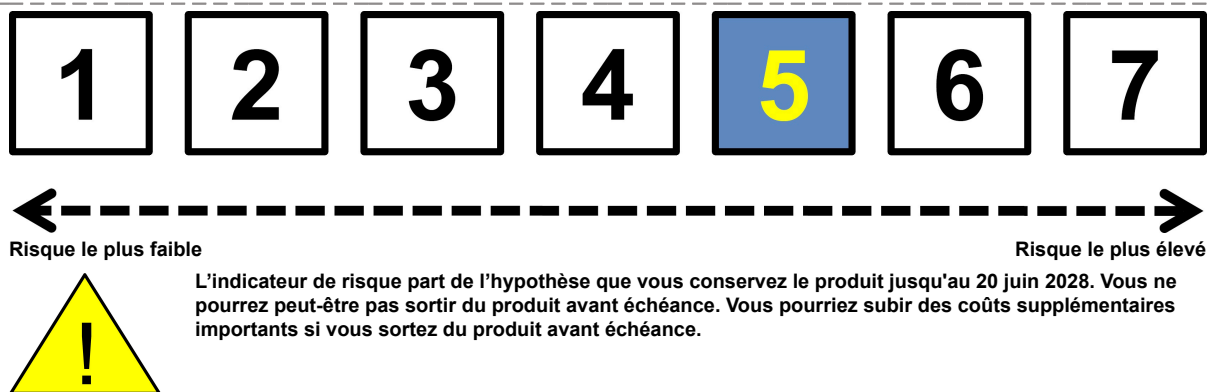 1 2 3 4 5 6 7
Risque le plus faible Risque le plus élevé
L’indicateur de risque part de l’hypothèse que vous conservez le produit jusqu'au 20 juin 2028. Vous ne
pourrez peut-être pas sortir du produit avant échéance. Vous pourriez subir des coûts supplémentaires
importants si vous sortez du produit avant échéance.
!